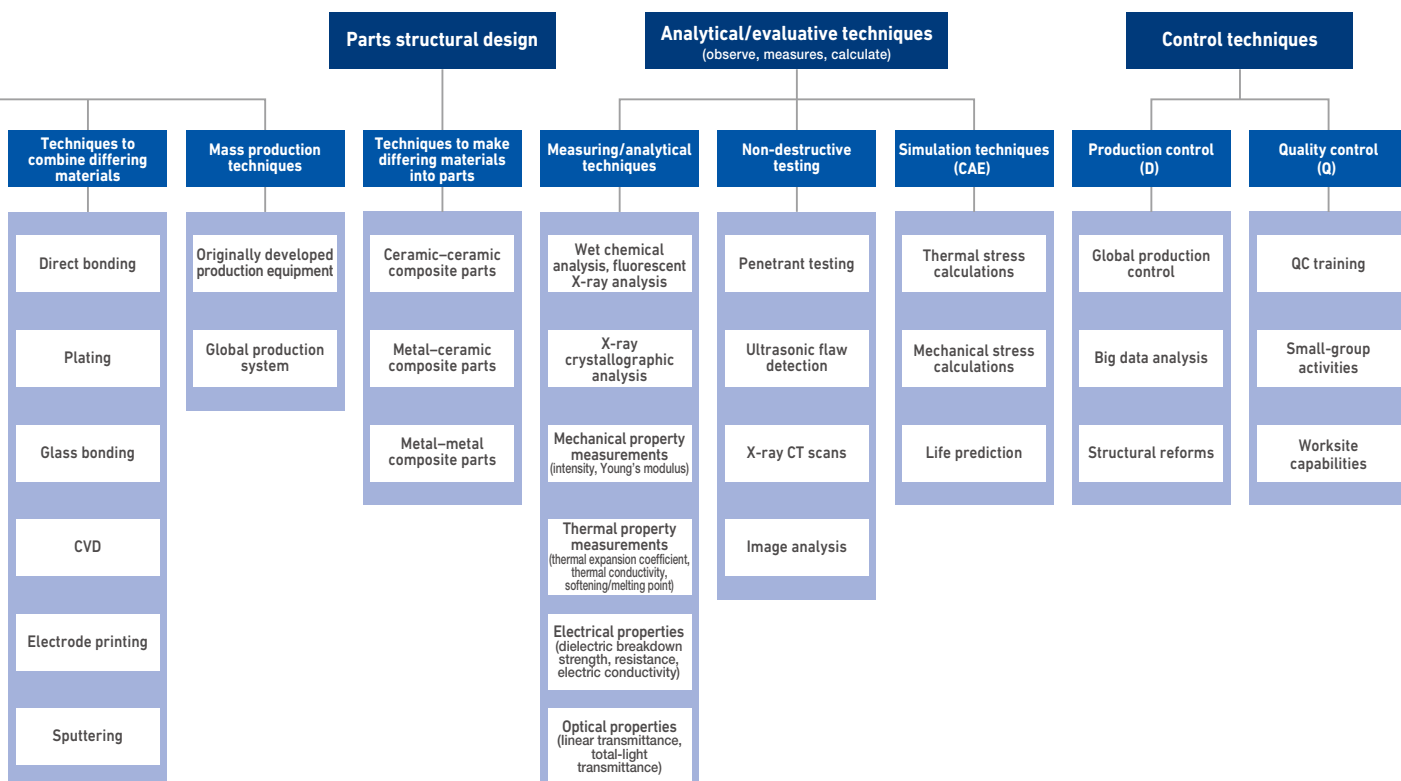 Parts structural design
Analytical/evaluative techniques
(observe, measures, calculate)
Control techniques
Techniques to
combine differing
materials
Mass production
techniques
Techniques to make
differing materials
into parts
Measuring/analytical
techniques
Non-destructive
testing
Simulation techniques
(CAE)
Production control
(D)
Quality control
(Q)
Direct bonding
Plating
Glass bonding
CVD
Electrode printing
Sputtering
Originally developed
production equipment
Global production
system
Ceramic–ceramic
composite parts
Metal–ceramic
composite parts
Metal–metal
composite parts
Wet chemical
analysis, fluorescent
X-ray analysis
X-ray
crystallographic
analysis
Mechanical property
measurements
(intensity, Young's modulus)
Thermal property
measurements
(thermal expansion coefficient,
thermal conductivity,
softening/melting point)
Electrical properties
(dielectric breakdown
strength, resistance,
electric conductivity)
Optical properties
(linear transmittance,
total-light
transmittance)
Penetrant testing
Ultrasonic flaw
detection
X-ray CT scans
Image analysis
Thermal stress
calculations
Mechanical stress
calculations
Life prediction
Global production
control
Big data analysis
Structural reforms
QC training
Small-group
activities
Worksite
capabilities